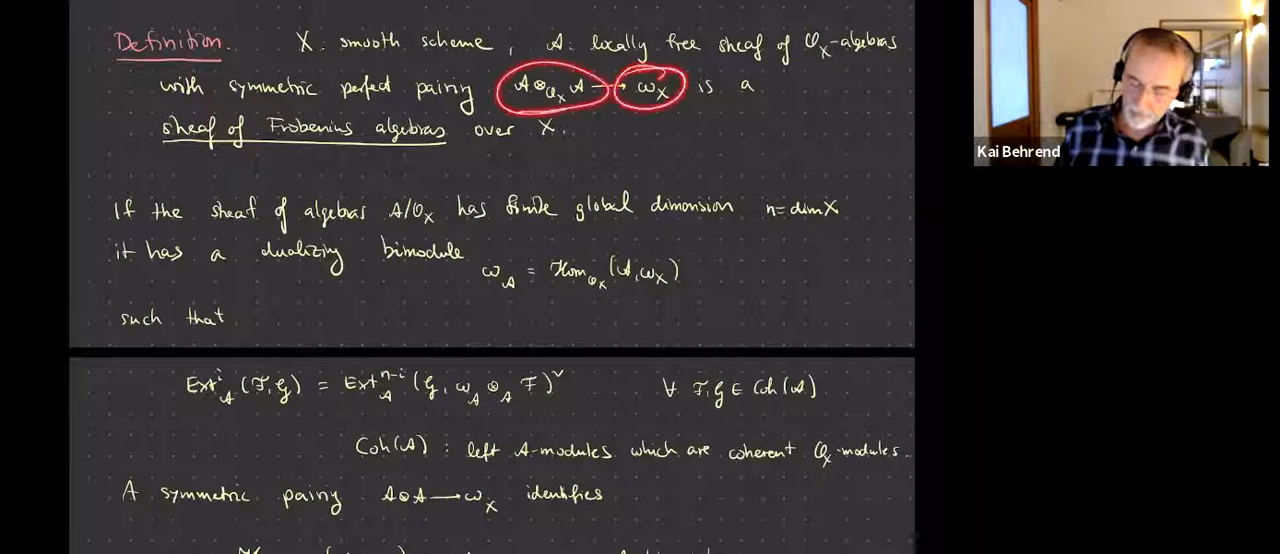 Definition. X smooth scheme, A: locally free sheaf of O_X-algebras
with symmetric perfect pairing A⊗_{O_X} A → ω_X is a
sheaf of Frobenius algebras over X.
If the sheaf of algebras A/O_X has finite global dimension n=dim X
it has a dualizing bimodule
ω_A = Hom_{O_X}(A, ω_X)
such that
Ext^i_A(F, G) = Ext^{n-i}_A(G, ω_A ⊗_A F)^∨ ∀ F, G ∈ Coh(A)
Coh(A) : left A-modules which are coherent O_X-modules.
A symmetric pairing A⊗A → ω_X identifies
Kai Behrend